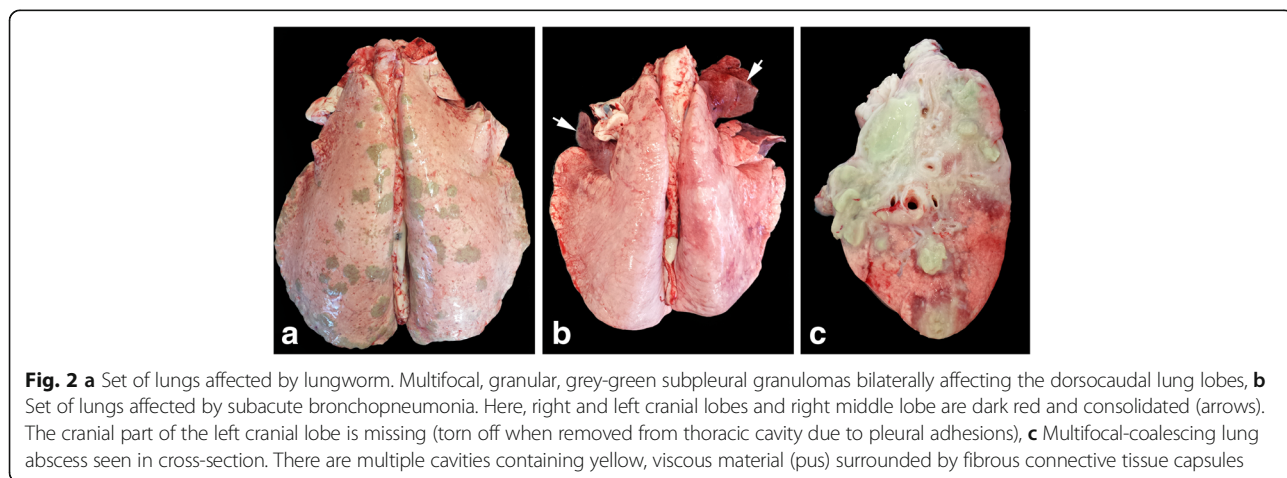 a
b
c
Fig. 2 a Set of lungs affected by lungworm. Multifocal, granular, grey-green subpleural granulomas bilaterally affecting the dorsocaudal lung lobes, b
Set of lungs affected by subacute bronchopneumonia. Here, right and left cranial lobes and right middle lobe are dark red and consolidated (arrows).
The cranial part of the left cranial lobe is missing (torn off when removed from thoracic cavity due to pleural adhesions), c Multifocal-coalescing lung
abscess seen in cross-section. There are multiple cavities containing yellow, viscous material (pus) surrounded by fibrous connective tissue capsules